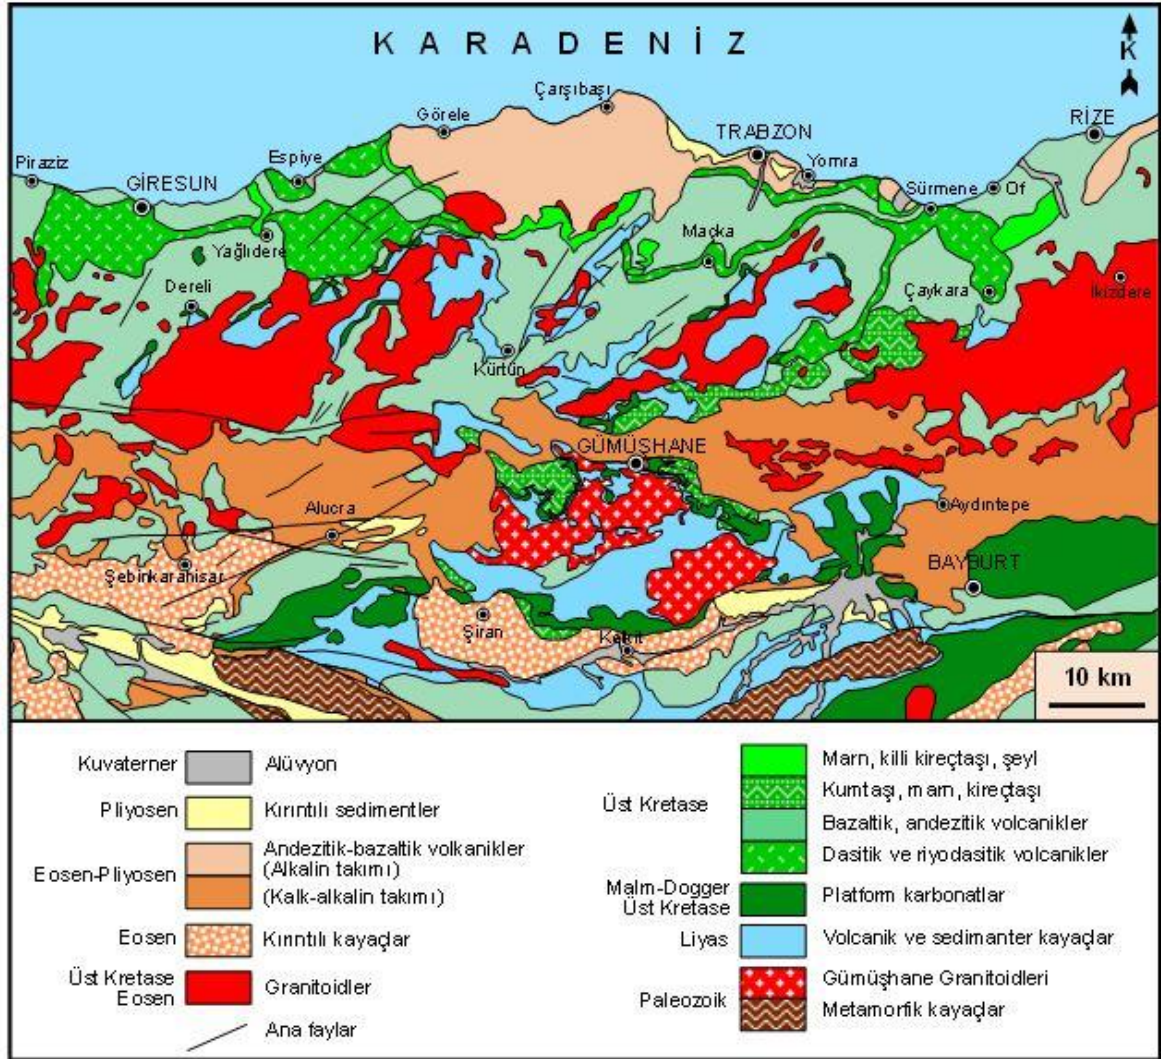 KARADENİZ
K
Çarşıbaşı
Görele
TRABZON
RİZE
Piraziz
Espiye
Yomra
GİRESUN
Sürmene
Of
Yağlıdere
Maçka
Dereli
Çaykara
İkizdere
Kürtün
GÜMÜŞHANE
Alucra
Aydıntepe
Şebinkarahisar
BAYBURT
Şiran
Kelkit
10 km
Kuvaterner
Alüvyon
Pliyosen
Kırıntılı sedimentler
Eosen-Pliyosen
Andezitik-bazaltik volkanikler
(Alkalin takımı)
(Kalk-alkalin takımı)
Eosen
Kırıntılı kayaçlar
Üst Kretase
Eosen
Granitoidler
Ana faylar
Üst Kretase
Marn, killi kireçtaşı, şeyl
Kumtaşı, marn, kireçtaşı
Bazaltik, andezitik volcanikler
Dasitik ve riyodasitik volcanikler
Malm-Dogger
Üst Kretase
Platform karbonatlar
Liyas
Volcanik ve sedimanter kayaçlar
Paleozoik
Gümüşhane Granitoidleri
Metamorfik kayaçlar